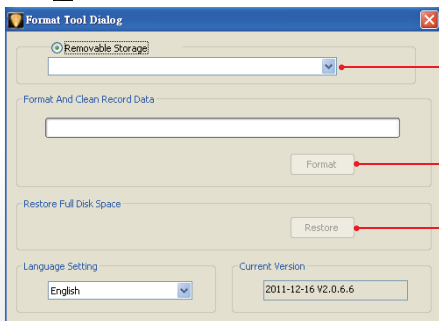 Format Tool Dialog
Removable Storage
Format And Clean Record Data
Format
Restore Full Disk Space
Restore
Language Setting
Current Version
English
2011-12-16 V2.0.6.6